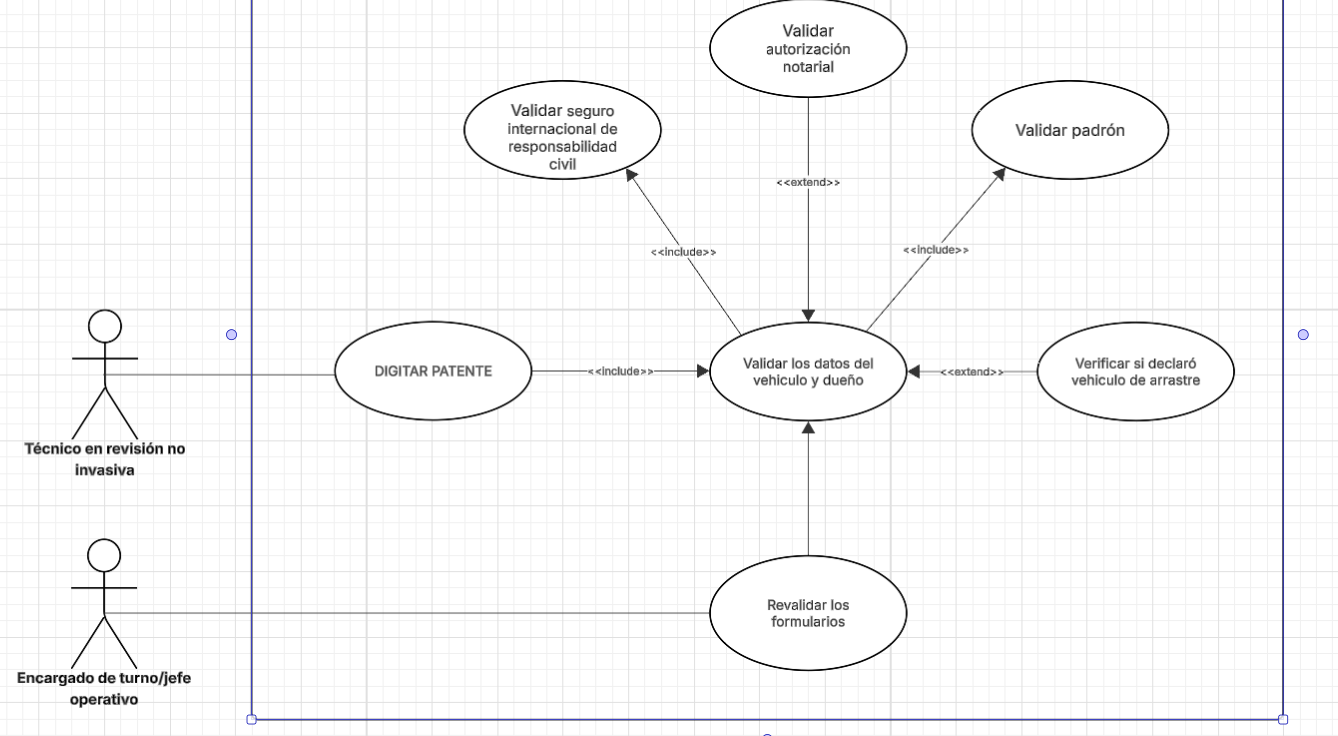 Validar
autorización
notarial
Validar seguro
internacional de
responsabilidad
civil
Validar padrón
<<extend>>
<<include>>
<<include>>
DIGITAR PATENTE
<<include>>
Validar los datos del
vehiculo y dueño
<<extend>>
Verificar si declaró
vehiculo de arrastre
Técnico en revisión no
invasiva
Revalidar los
formularios
Encargado de turno/jefe
operativo